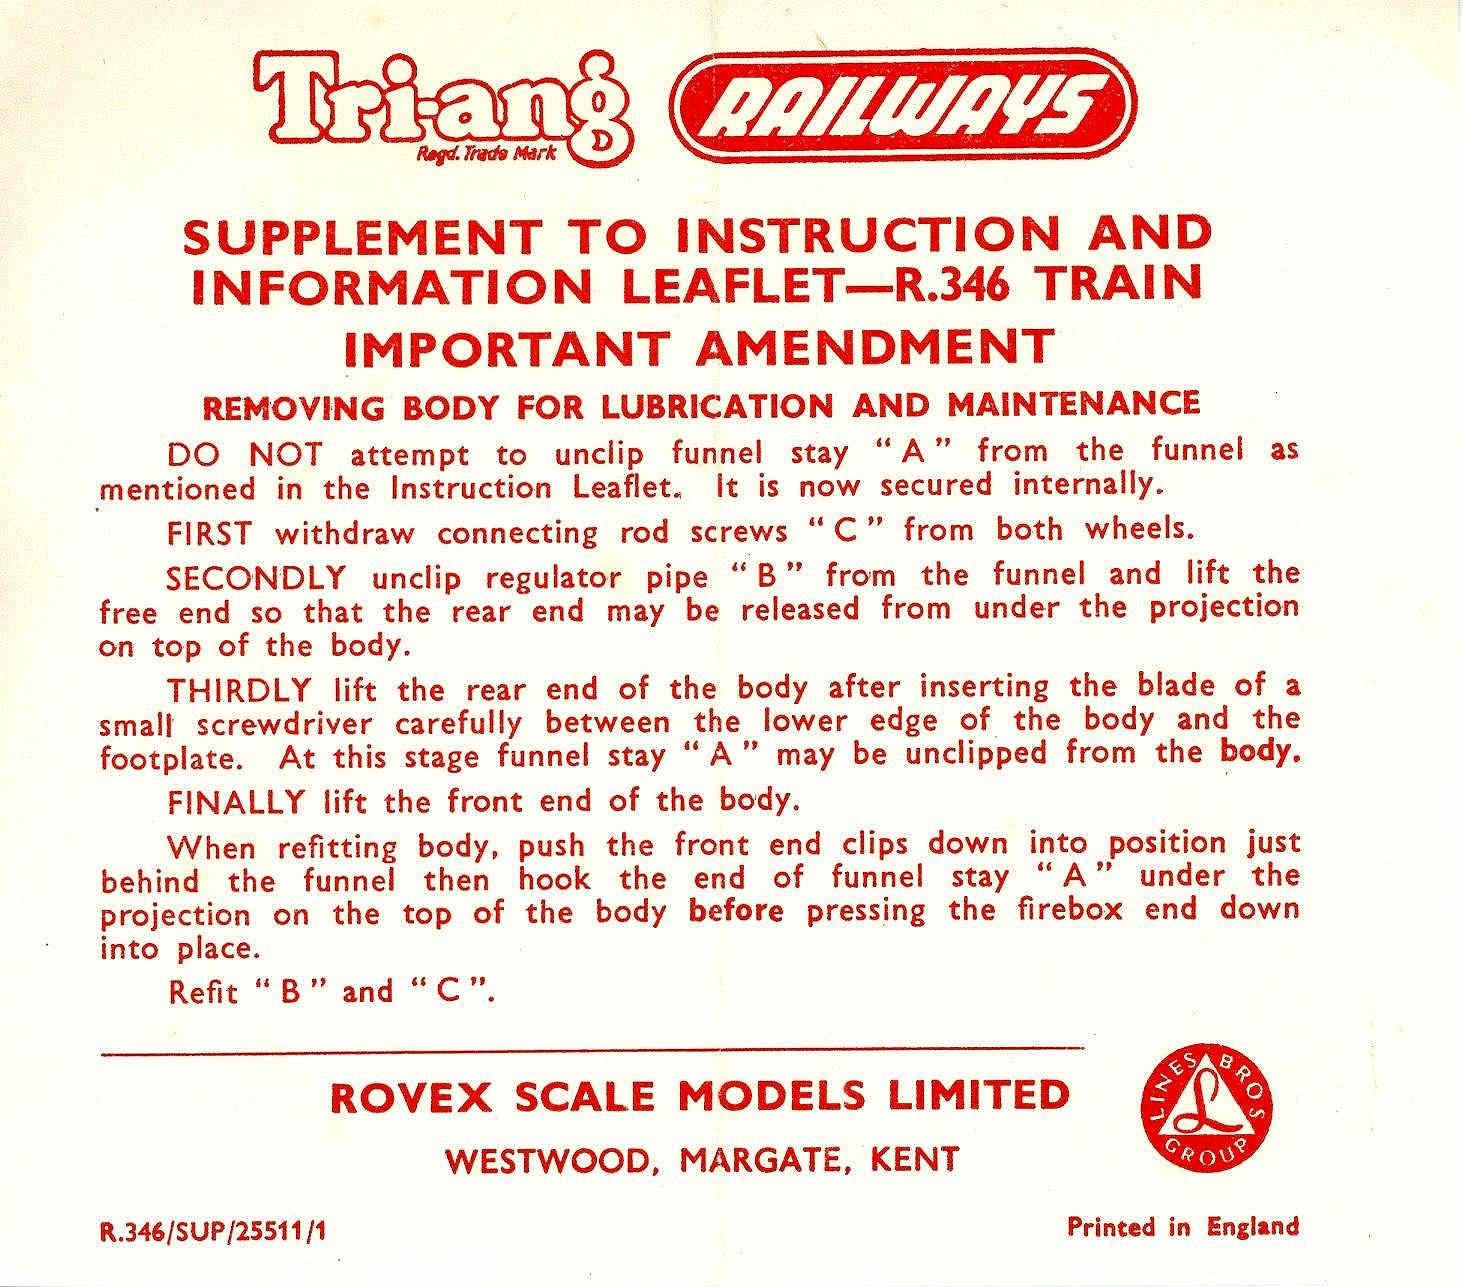 Tri-ang RAILWAYS
Regd. Trade Mark
SUPPLEMENT TO INSTRUCTION AND
INFORMATION LEAFLET—R.346 TRAIN
IMPORTANT AMENDMENT
REMOVING BODY FOR LUBRICATION AND MAINTENANCE
DO NOT attempt to unclip funnel stay “ A ” from the funnel as
mentioned in the Instruction Leaflet. It is now secured internally.
FIRST withdraw connecting rod screws “ C ” from both wheels.
SECONDLY unclip regulator pipe “ B ” from the funnel and lift the
free end so that the rear end may be released from under the projection
on top of the body.
THIRDLY lift the rear end of the body after inserting the blade of a
small screwdriver carefully between the lower edge of the body and the
footplate. At this stage funnel stay “ A ” may be unclipped from the body.
FINALLY lift the front end of the body.
When refitting body, push the front end clips down into position just
behind the funnel then hook the end of funnel stay “ A ” under the
projection on the top of the body before pressing the firebox end down
into place.
Refit “ B ” and “ C ”.
ROVEX SCALE MODELS LIMITED
WESTWOOD, MARGATE, KENT
LINES BROS
L
GROUP
R.346/SUP/25511/1
Printed in England